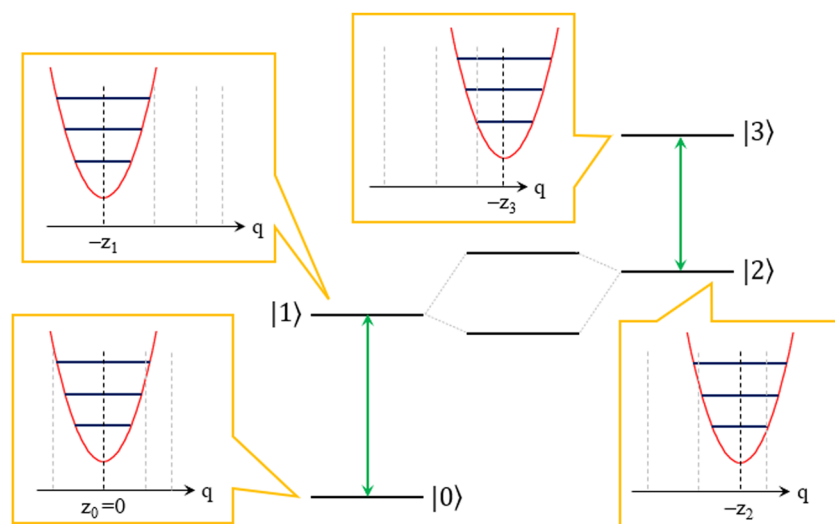 q
−z₁
q
−z₃
|3⟩
|1⟩
|2⟩
q
z₀=0
|0⟩
q
−z₂